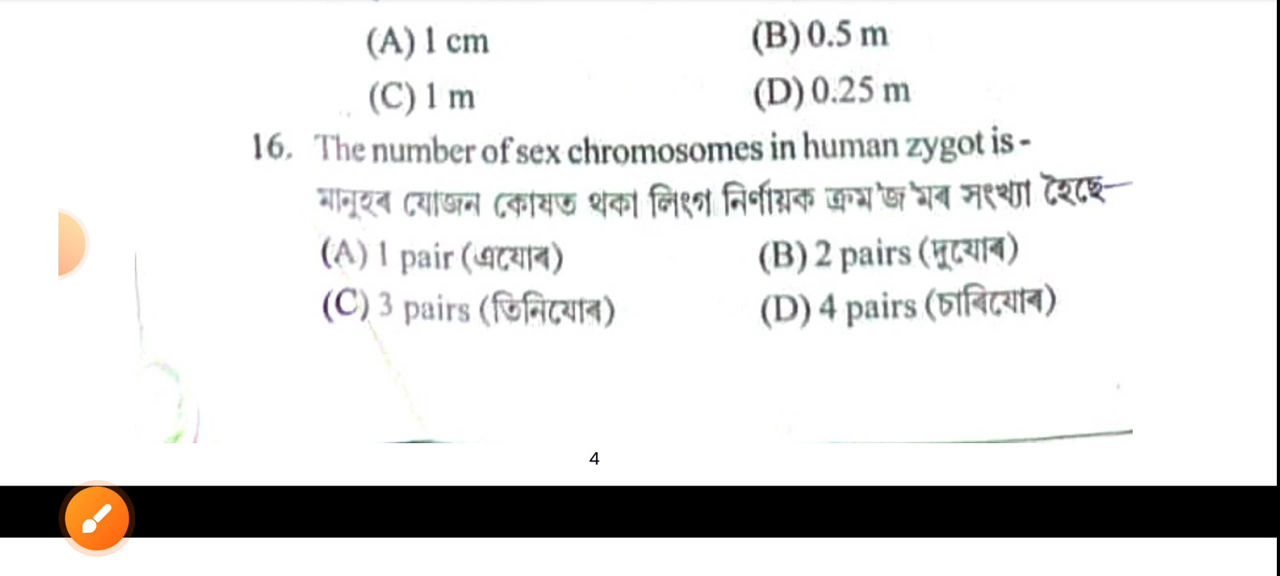 (A) 1 cm (B) 0.5 m
(C) 1 m (D) 0.25 m
16. The number of sex chromosomes in human zygot is -
মানুহৰ যোজন কোষত থকা লিংগ নিৰ্ণায়ক ক্ৰম'জ'মৰ সংখ্যা হৈছে—
(A) 1 pair (এযোৰ) (B) 2 pairs (দুযোৰ)
(C) 3 pairs (তিনিযোৰ) (D) 4 pairs (চাৰিযোৰ)
4